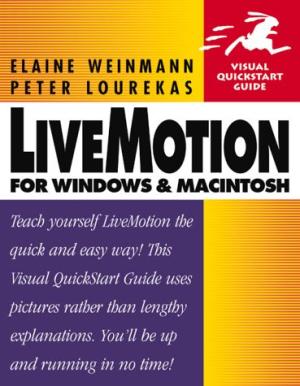 ELAINE WEINMANN
PETER LOUREKAS
VISUAL
QUICKSTART
GUIDE
LIVEMOTION
FOR WINDOWS & MACINTOSH
Teach yourself LiveMotion the
quick and easy way! This
Visual QuickStart Guide uses
pictures rather than lengthy
explanations. You'll be up
and running in no time!